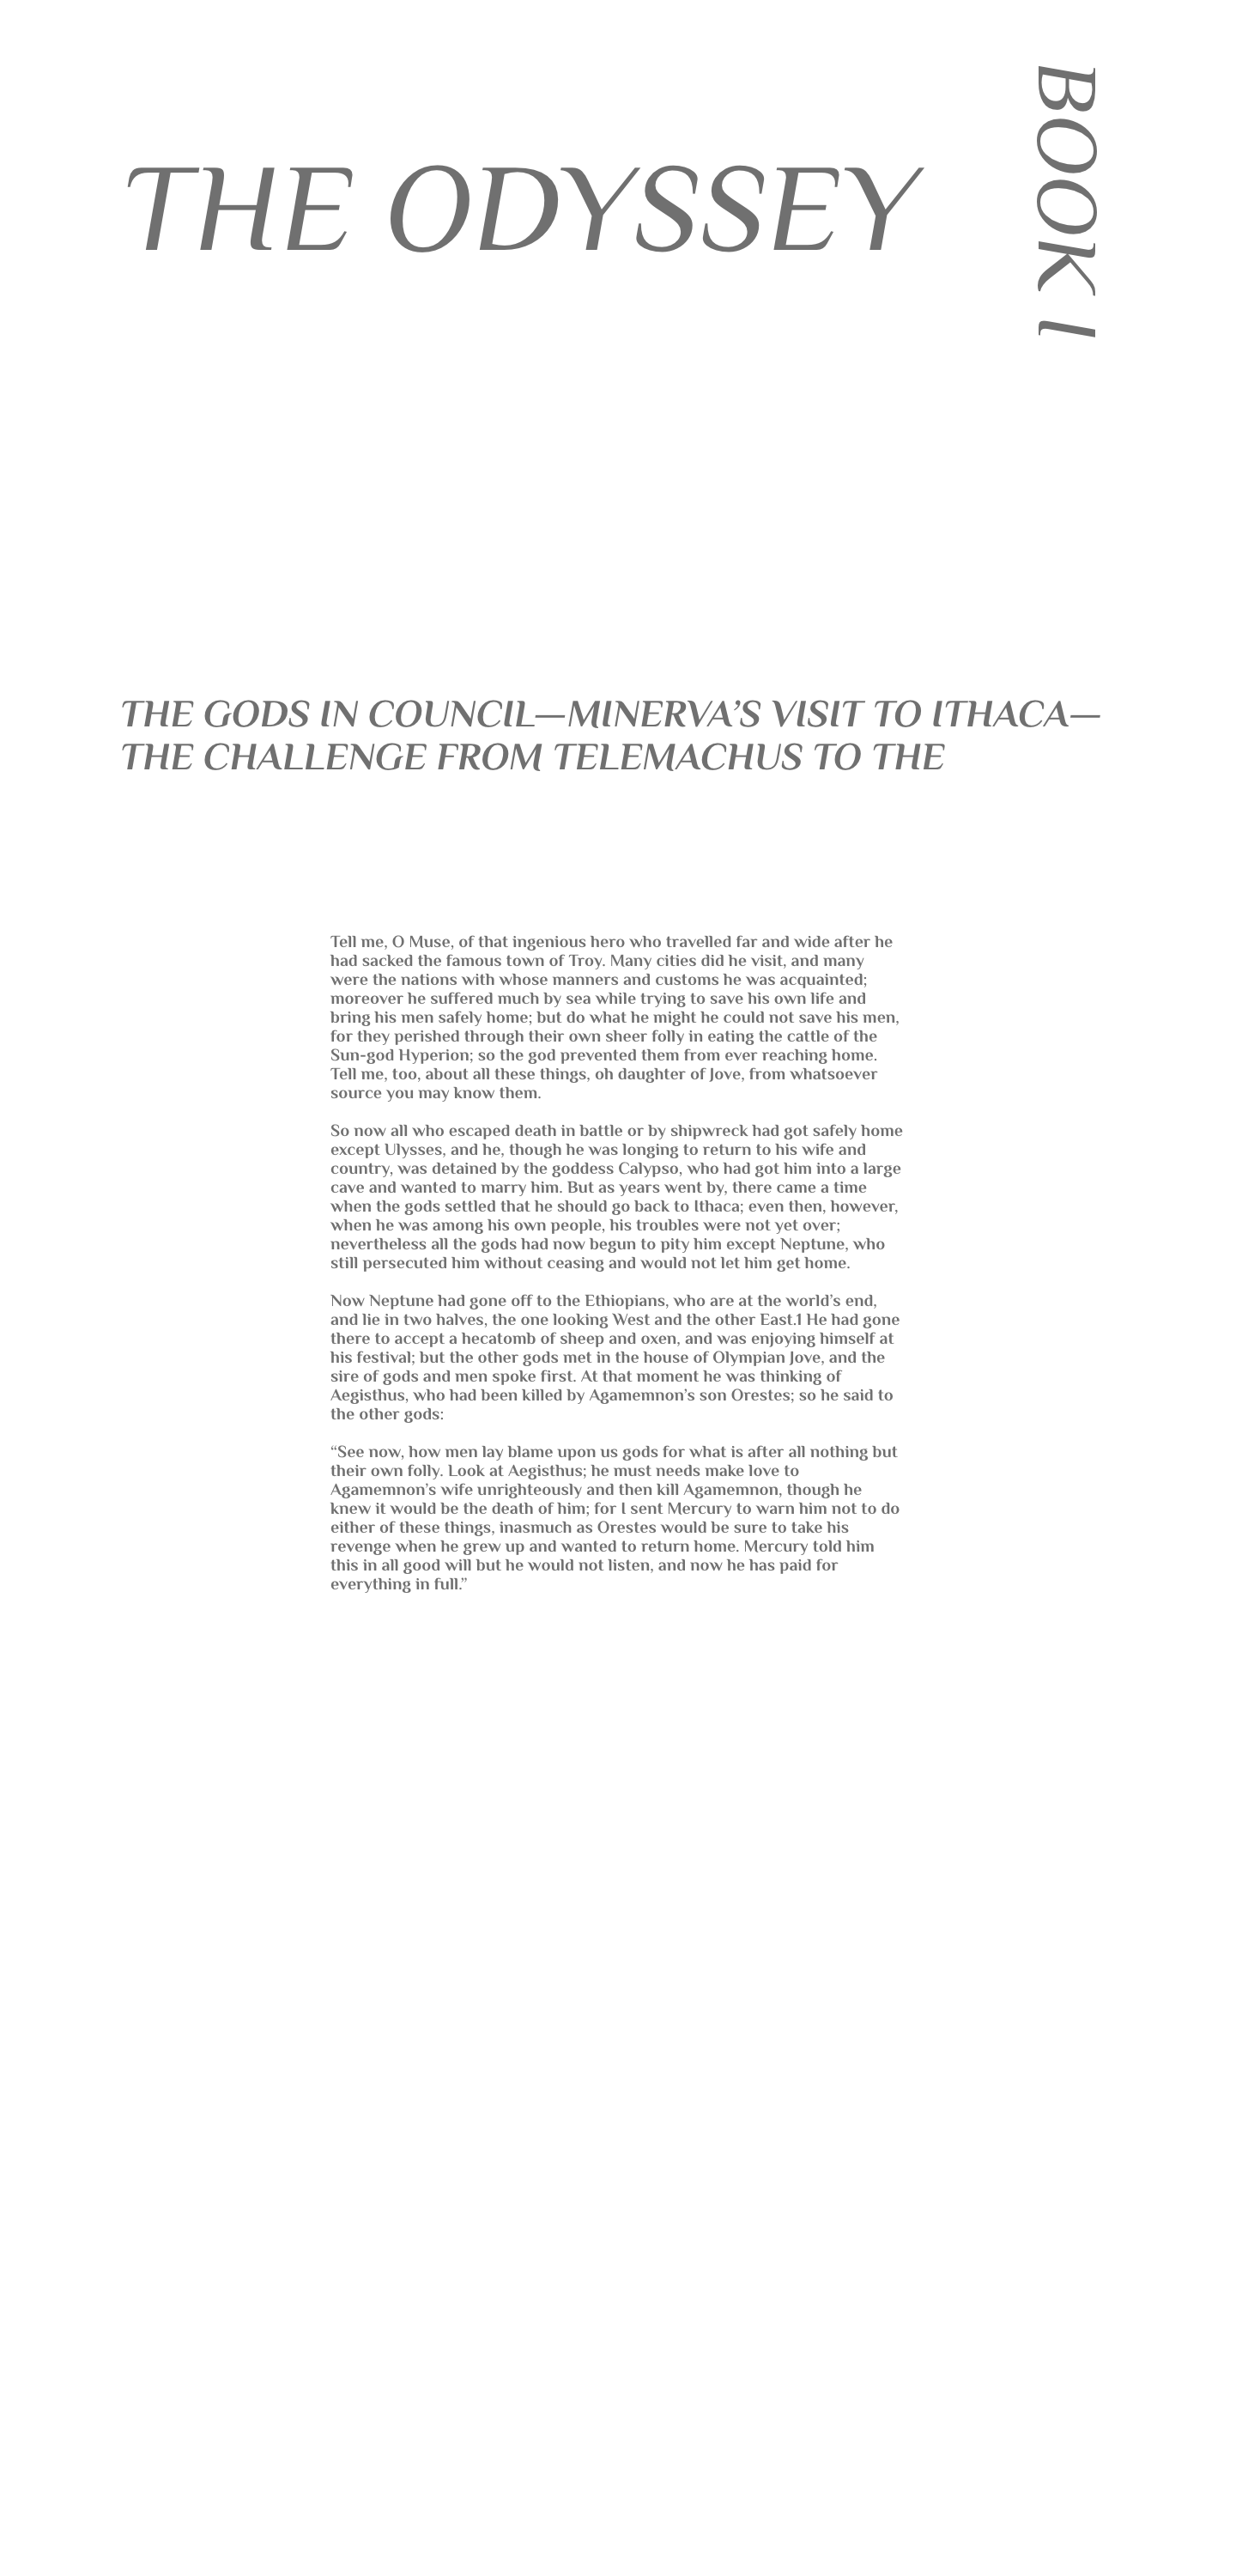 THE ODYSSEY
BOOK I
THE GODS IN COUNCIL—MINERVA’S VISIT TO ITHACA—
THE CHALLENGE FROM TELEMACHUS TO THE
Tell me, O Muse, of that ingenious hero who travelled far and wide after he
had sacked the famous town of Troy. Many cities did he visit, and many
were the nations with whose manners and customs he was acquainted;
moreover he suffered much by sea while trying to save his own life and
bring his men safely home; but do what he might he could not save his men,
for they perished through their own sheer folly in eating the cattle of the
Sun-god Hyperion; so the god prevented them from ever reaching home.
Tell me, too, about all these things, oh daughter of Jove, from whatsoever
source you may know them.
So now all who escaped death in battle or by shipwreck had got safely home
except Ulysses, and he, though he was longing to return to his wife and
country, was detained by the goddess Calypso, who had got him into a large
cave and wanted to marry him. But as years went by, there came a time
when the gods settled that he should go back to Ithaca; even then, however,
when he was among his own people, his troubles were not yet over;
nevertheless all the gods had now begun to pity him except Neptune, who
still persecuted him without ceasing and would not let him get home.
Now Neptune had gone off to the Ethiopians, who are at the world’s end,
and lie in two halves, the one looking West and the other East.1 He had gone
there to accept a hecatomb of sheep and oxen, and was enjoying himself at
his festival; but the other gods met in the house of Olympian Jove, and the
sire of gods and men spoke first. At that moment he was thinking of
Aegisthus, who had been killed by Agamemnon’s son Orestes; so he said to
the other gods:
“See now, how men lay blame upon us gods for what is after all nothing but
their own folly. Look at Aegisthus; he must needs make love to
Agamemnon’s wife unrighteously and then kill Agamemnon, though he
knew it would be the death of him; for I sent Mercury to warn him not to do
either of these things, inasmuch as Orestes would be sure to take his
revenge when he grew up and wanted to return home. Mercury told him
this in all good will but he would not listen, and now he has paid for
everything in full.”